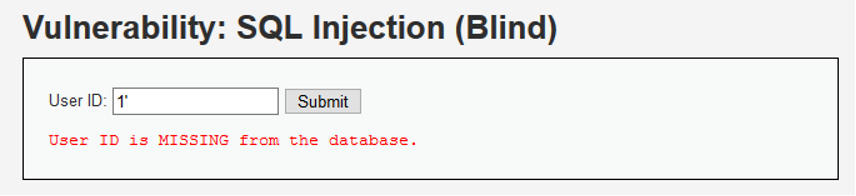 Vulnerability: SQL Injection (Blind)
User ID: 1' Submit
User ID is MISSING from the database.